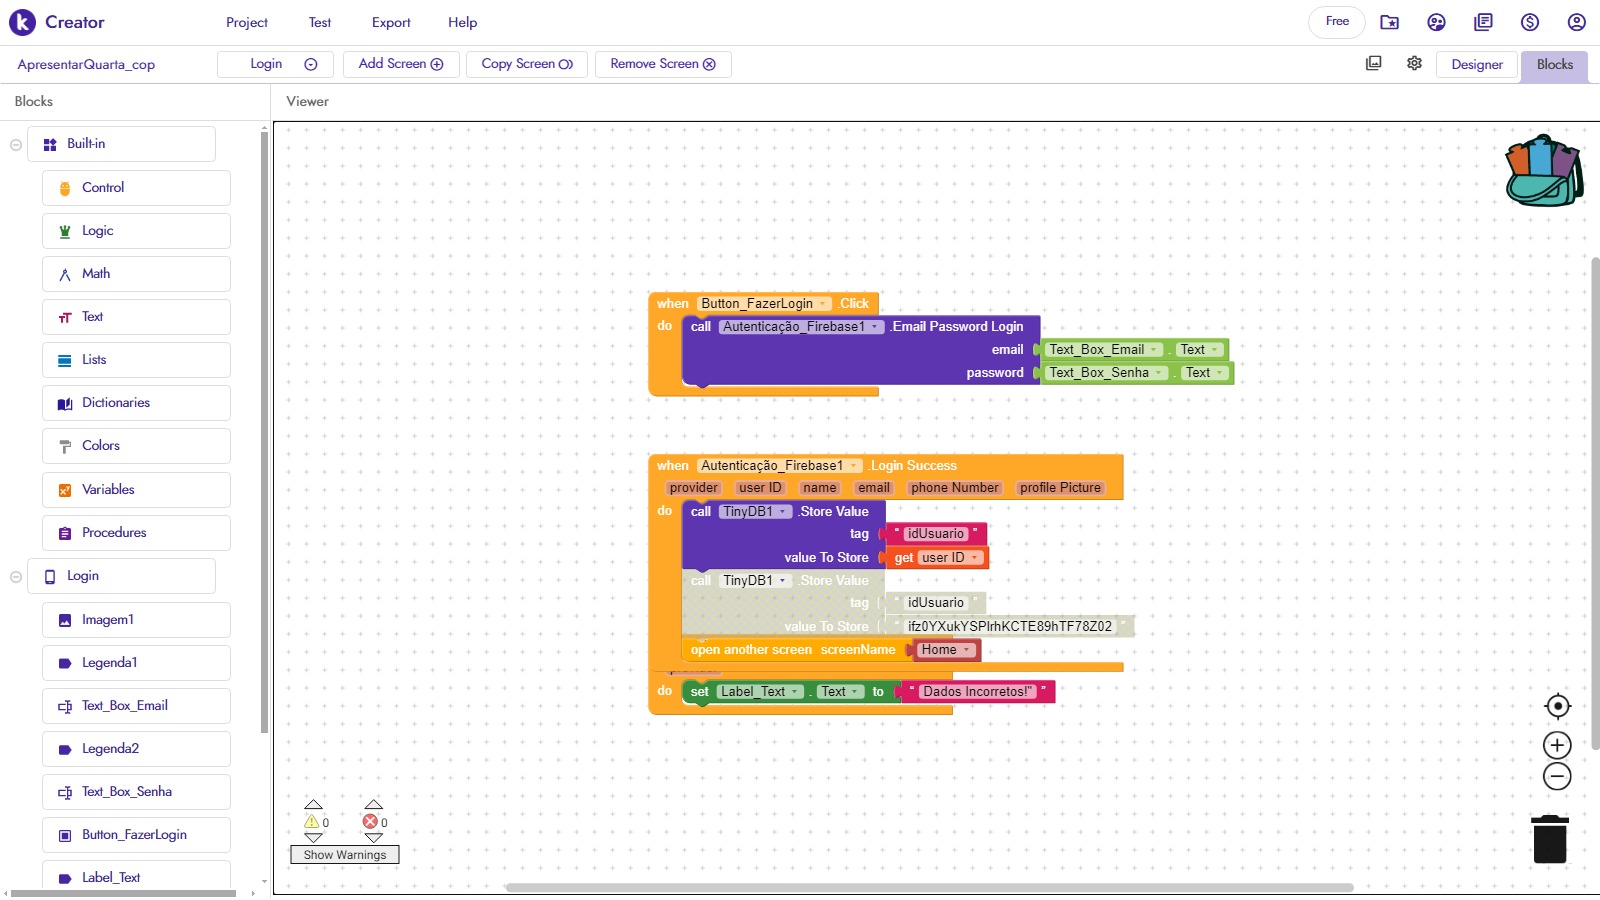 Creator Project Test Export Help Free
ApresentarQuarta_cop Login Add Screen Copy Screen Remove Screen Designer Blocks
Blocks Viewer
Built-in
Control
Logic
Math
Text
Lists
Dictionaries
Colors
Variables
Procedures
Login
Imagem1
Legenda1
Text_Box_Email
Legenda2
Text_Box_Senha
Button_FazerLogin
Label_Text
when Button_FazerLogin .Click
do call Autenticação_Firebase1 .Email Password Login
email Text_Box_Email . Text
password Text_Box_Senha . Text
when Autenticação_Firebase1 .Login Success
provider user ID name email phone Number profile Picture
do call TinyDB1 .Store Value
tag " idUsuario "
value To Store get user ID
call TinyDB1 .Store Value
tag " idUsuario "
value To Store " ifz0YXukYSPlrhKCTE89hTF78Z02 "
open another screen screenName Home
do set Label_Text . Text to " Dados Incorretos!" "
0 0
Show Warnings